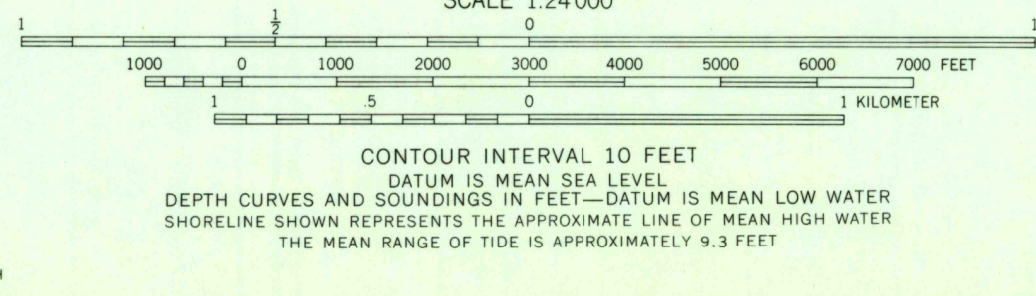 SCALE 1:24 000
1 1/2 0 1
1000 0 1000 2000 3000 4000 5000 6000 7000 FEET
1 .5 0 1 KILOMETER
CONTOUR INTERVAL 10 FEET
DATUM IS MEAN SEA LEVEL
DEPTH CURVES AND SOUNDINGS IN FEET—DATUM IS MEAN LOW WATER
SHORELINE SHOWN REPRESENTS THE APPROXIMATE LINE OF MEAN HIGH WATER
THE MEAN RANGE OF TIDE IS APPROXIMATELY 9.3 FEET